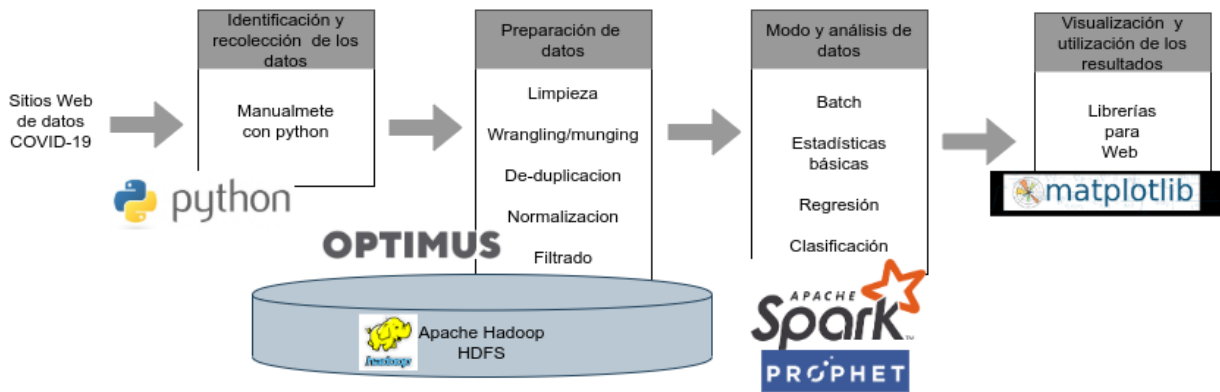 Sitios Web
de datos
COVID-19
Identificación y
recolección de los
datos
Manualmete
con python
python
Preparación de
datos
Limpieza
Wrangling/munging
De-duplicacion
Normalizacion
Filtrado
OPTIMUS
hadoop
Apache Hadoop
HDFS
Modo y análisis de
datos
Batch
Estadísticas
básicas
Regresión
Clasificación
APACHE
Spark
TM
PROPHET
Visualización y
utilización de los
resultados
Librerías
para
Web
matplotlib